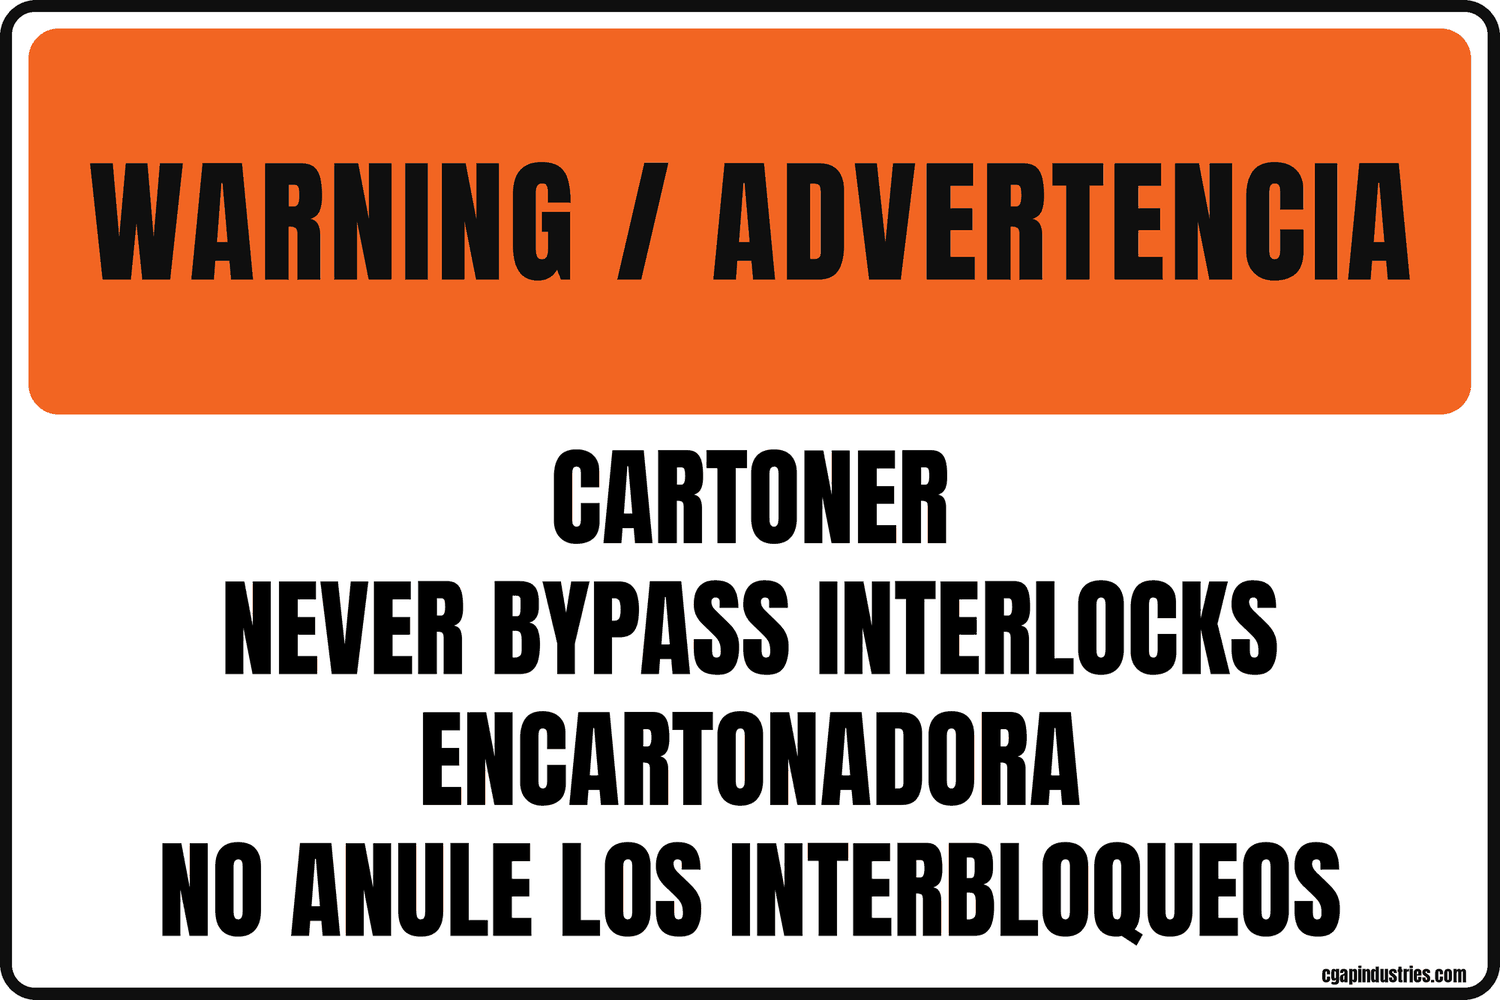 WARNING / ADVERTENCIA
CARTONER
NEVER BYPASS INTERLOCKS
ENCARTONADORA
NO ANULE LOS INTERBLOQUEOS
cgapindustries.com